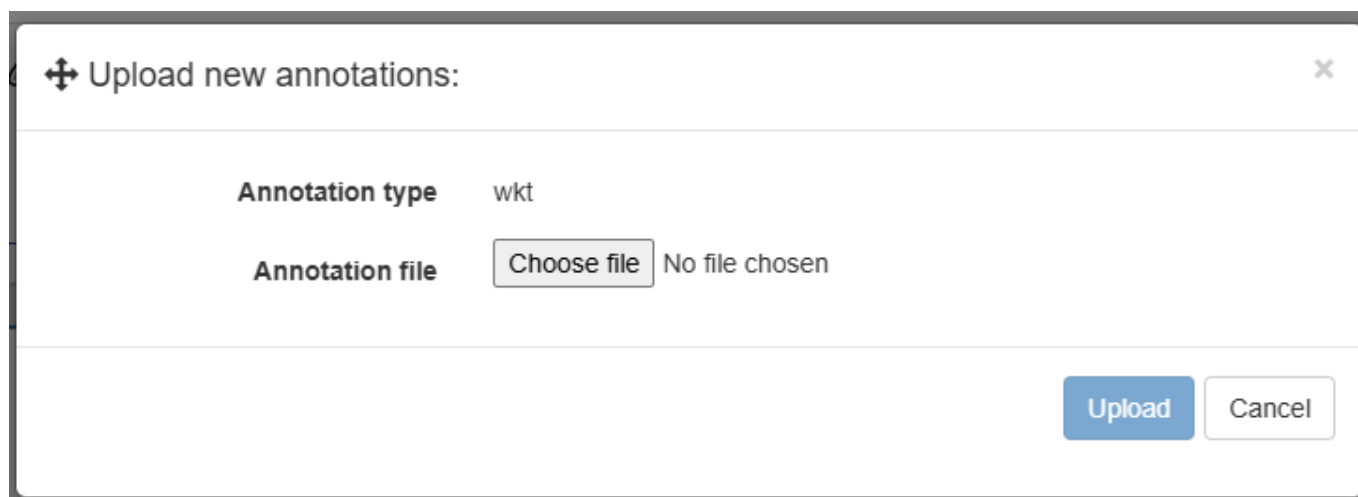 Upload new annotations:
×
Annotation type wkt
Annotation file Choose file No file chosen
Upload Cancel